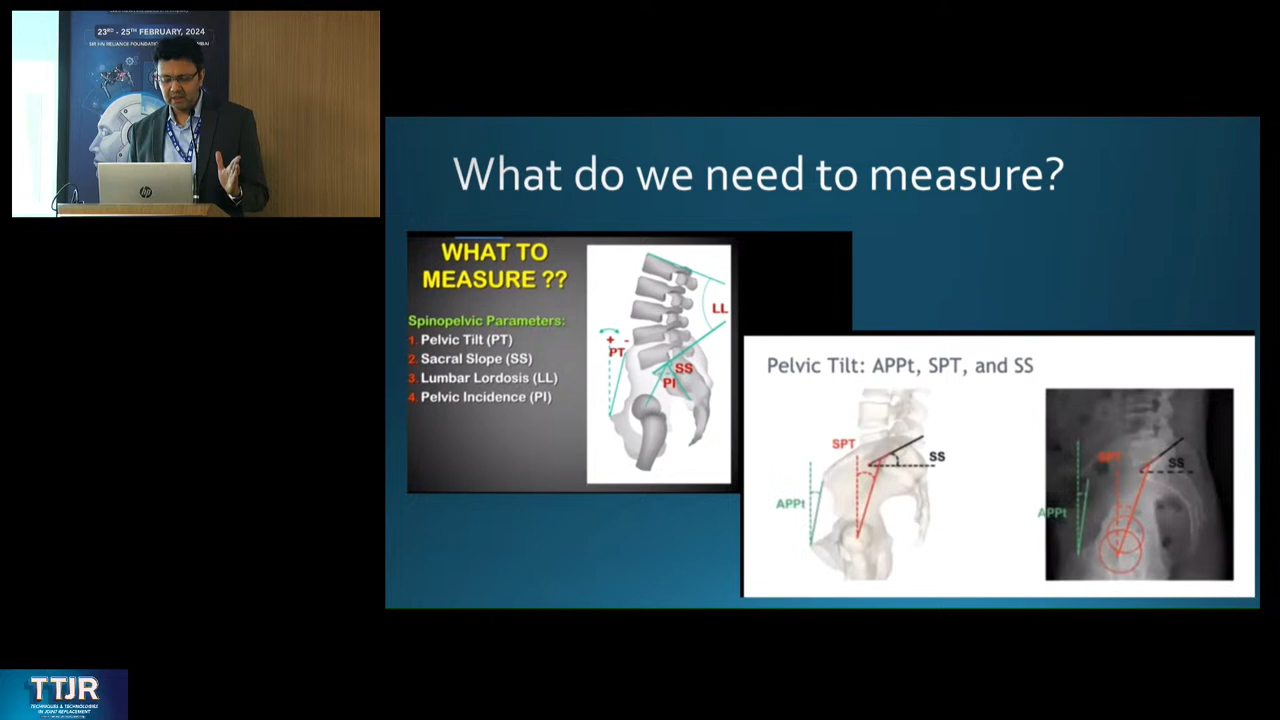 23RD - 25TH FEBRUARY, 2024
SIR HN RELIANCE FOUNDATION
hp
What do we need to measure?
WHAT TO
MEASURE ??
Spinopelvic Parameters:
1. Pelvic Tilt (PT)
2. Sacral Slope (SS)
3. Lumbar Lordosis (LL)
4. Pelvic Incidence (PI)
LL
+ -
PT
SS
PI
Pelvic Tilt: APPt, SPT, and SS
SPT
SS
APPt
SPT
SS
APPt
TTJR
TECHNIQUES & TECHNOLOGIES
IN JOINT REPLACEMENT